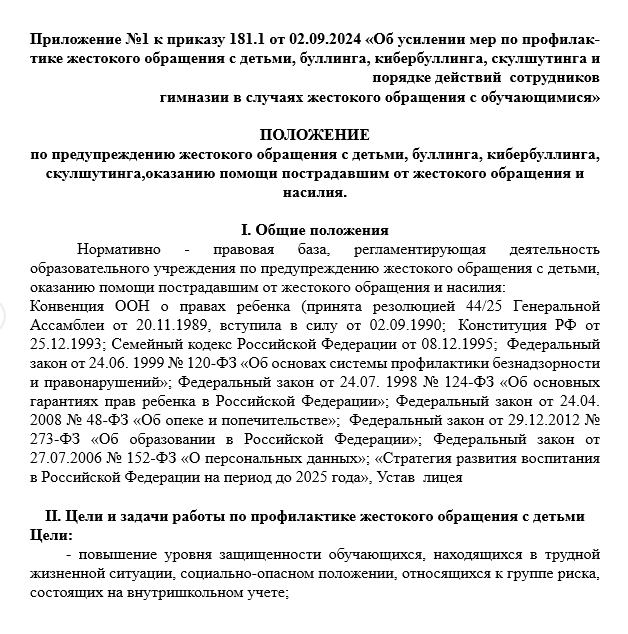 Приложение №1 к приказу 181.1 от 02.09.2024 «Об усилении мер по профилак-
тике жестокого обращения с детьми, буллинга, кибербуллинга, скулшутинга и
порядке действий сотрудников
гимназии в случаях жестокого обращения с обучающимися»
ПОЛОЖЕНИЕ
по предупреждению жестокого обращения с детьми, буллинга, кибербуллинга,
скулшутинга,оказанию помощи пострадавшим от жестокого обращения и
насилия.
I. Общие положения
Нормативно - правовая база, регламентирующая деятельность
образовательного учреждения по предупреждению жестокого обращения с детьми,
оказанию помощи пострадавшим от жестокого обращения и насилия:
Конвенция ООН о правах ребенка (принята резолюцией 44/25 Генеральной
Ассамблеи от 20.11.1989, вступила в силу от 02.09.1990; Конституция РФ от
25.12.1993; Семейный кодекс Российской Федерации от 08.12.1995; Федеральный
закон от 24.06. 1999 № 120-ФЗ «Об основах системы профилактики безнадзорности
и правонарушений»; Федеральный закон от 24.07. 1998 № 124-ФЗ «Об основных
гарантиях прав ребенка в Российской Федерации»; Федеральный закон от 24.04.
2008 № 48-ФЗ «Об опеке и попечительстве»; Федеральный закон от 29.12.2012 №
273-ФЗ «Об образовании в Российской Федерации»; Федеральный закон от
27.07.2006 № 152-ФЗ «О персональных данных»; «Стратегия развития воспитания
в Российской Федерации на период до 2025 года», Устав лицея
II. Цели и задачи работы по профилактике жестокого обращения с детьми
Цели:
- повышение уровня защищенности обучающихся, находящихся в трудной
жизненной ситуации, социально-опасном положении, относящихся к группе риска,
состоящих на внутришкольном учете;